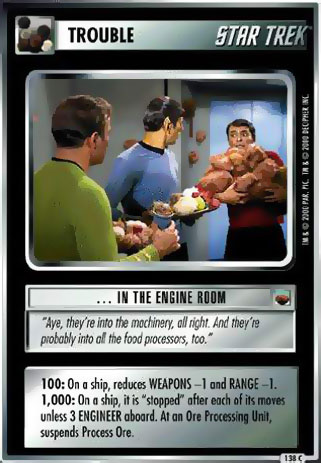 TROUBLE
STAR TREK
TM & © 2000 PAR. PIC. TM & © 2000 DECIPHER INC.
. . . IN THE ENGINE ROOM
"Aye, they're into the machinery, all right. And they're
probably into all the food processors, too."
100: On a ship, reduces WEAPONS –1 and RANGE –1.
1,000: On a ship, it is "stopped" after each of its moves
unless 3 ENGINEER aboard. At an Ore Processing Unit,
suspends Process Ore.
138 C